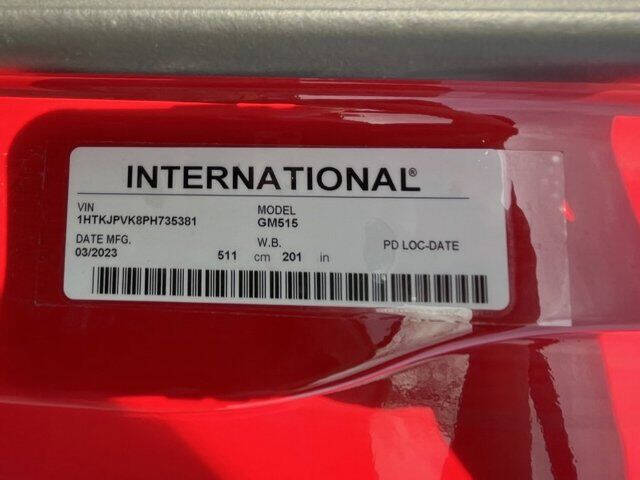 INTERNATIONAL®
VIN MODEL
1HTKJPVK8PH735381 GM515
DATE MFG. W.B. PD LOC-DATE
03/2023 511 cm 201 in